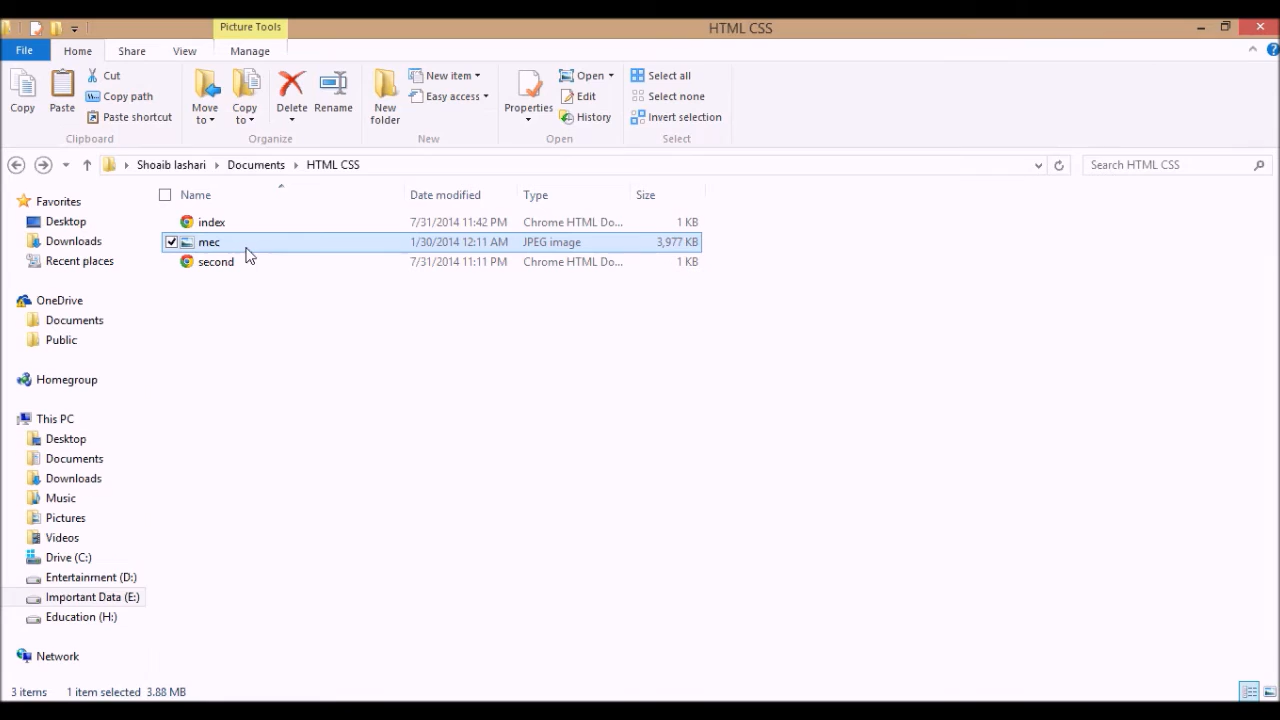 Picture Tools
HTML CSS
File Home Share View Manage
Copy
Paste
Cut
Copy path
Paste shortcut
Clipboard
Move to
Copy to
Delete
Rename
Organize
New folder
New item
Easy access
New
Properties
Open
Edit
History
Open
Select all
Select none
Invert selection
Select
Shoaib lashari Documents HTML CSS
Search HTML CSS
Name Date modified Type Size
index 7/31/2014 11:42 PM Chrome HTML Do... 1 KB
mec 1/30/2014 12:11 AM JPEG image 3,977 KB
second 7/31/2014 11:11 PM Chrome HTML Do... 1 KB
Favorites
Desktop
Downloads
Recent places
OneDrive
Documents
Public
Homegroup
This PC
Desktop
Documents
Downloads
Music
Pictures
Videos
Drive (C:)
Entertainment (D:)
Important Data (E:)
Education (H:)
Network
3 items 1 item selected 3.88 MB